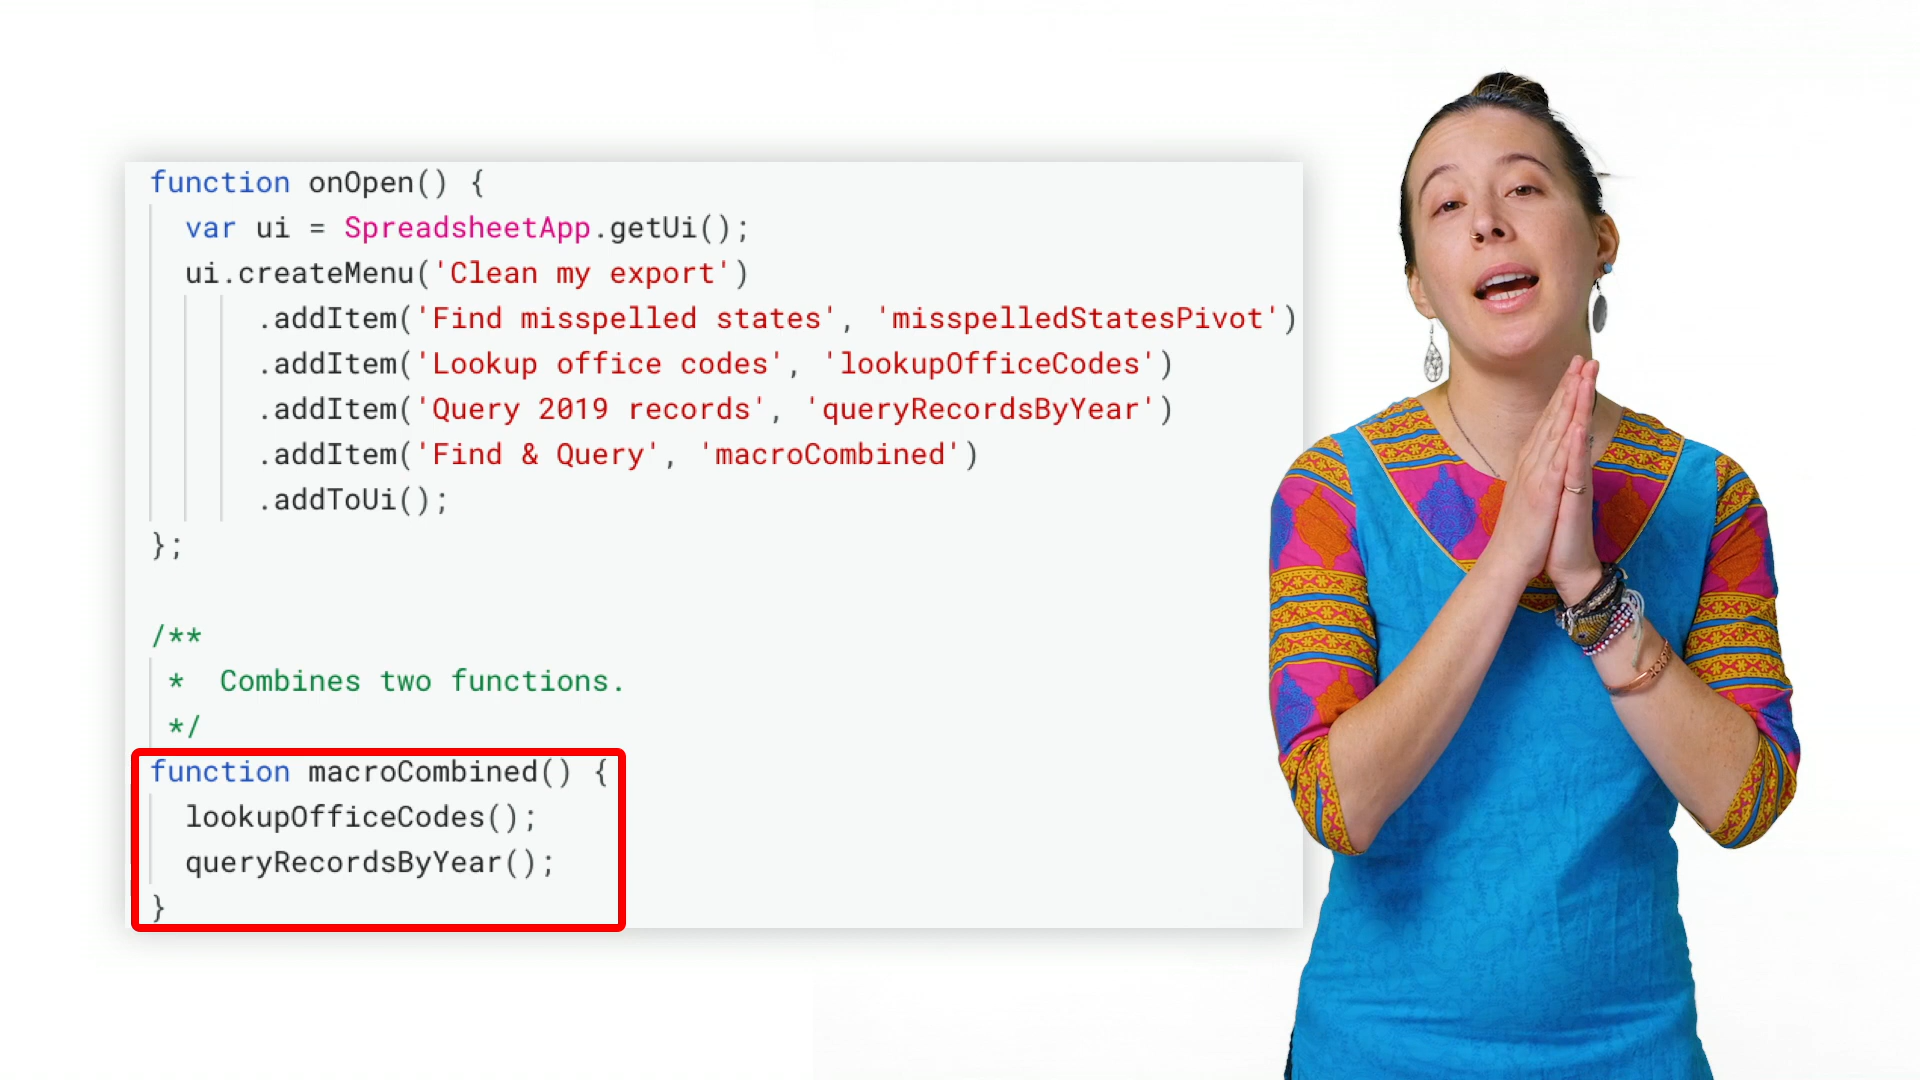 function onOpen() {
var ui = SpreadsheetApp.getUi();
ui.createMenu('Clean my export')
.addItem('Find misspelled states', 'misspelledStatesPivot')
.addItem('Lookup office codes', 'lookupOfficeCodes')
.addItem('Query 2019 records', 'queryRecordsByYear')
.addItem('Find & Query', 'macroCombined')
.addToUi();
};
/**
* Combines two functions.
*/
function macroCombined() {
lookupOfficeCodes();
queryRecordsByYear();
}